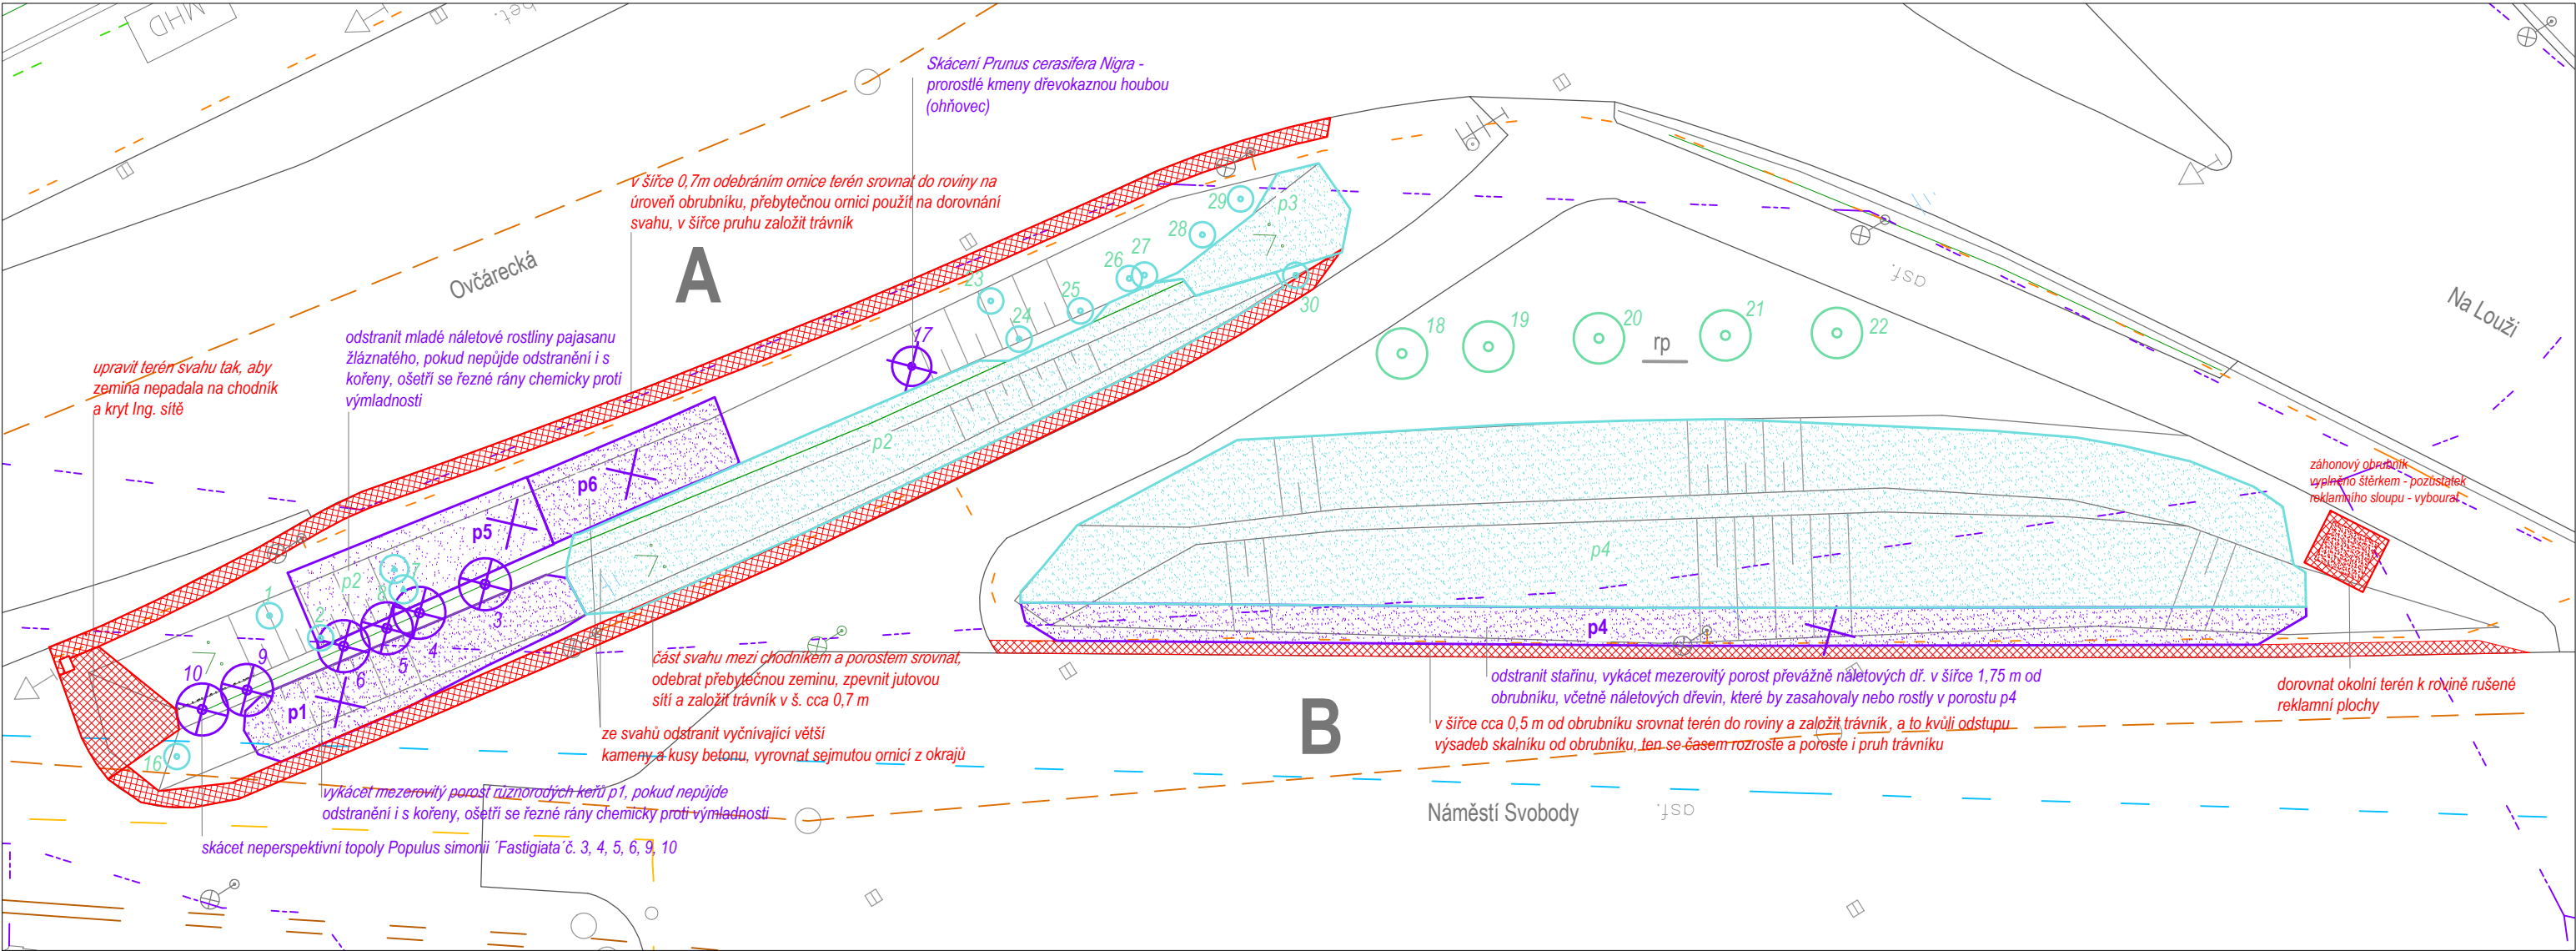 MHD
bet.
Skácení Prunus cerasifera Nigra -
prorostlé kmeny dřevokaznou houbou
(ohňovec)
v šířce 0,7m odebráním ornice terén srovnat do roviny na
úroveň obrubníku, přebytečnou ornici použít na dorovnání
svahu, v šířce pruhu založit trávník
A
Ovčárecká
odstranit mladé náletové rostliny pajasanu
žláznatého, pokud nepůjde odstranění i s
kořeny, ošetří se řezné rány chemicky proti
výmladnosti
upravit terén svahu tak, aby
zemina nepadala na chodník
a kryt Ing. sítě
29
p3
28
27
26
25
23
24
30
17
18
19
20
21
22
rp
asf.
Na Louži
p2
p6
p5
p2
7
8
1
2
3
4
5
6
9
10
p1
16
p4
p4
záhonový obrubník
vyplněno štěrkem - pozůstatek
reklamního sloupu - vybourat
část svahu mezi chodníkem a porostem srovnat,
odebrat přebytečnou zeminu, zpevnit jutovou
sítí a založit trávník v š. cca 0,7 m
ze svahů odstranit vyčnívající větší
kameny a kusy betonu, vyrovnat sejmutou ornicí z okrajů
B
odstranit stařinu, vykácet mezerovitý porost převážně náletových dř. v šířce 1,75 m od
obrubníku, včetně náletových dřevin, které by zasahovaly nebo rostly v porostu p4
v šířce cca 0,5 m od obrubníku srovnat terén do roviny a založit trávník , a to kvůli odstupu
výsadeb skalníku od obrubníku, ten se časem rozroste a poroste i pruh trávníku
dorovnat okolní terén k rovině rušené
reklamní plochy
vykácet mezerovitý porost různorodých keřů p1, pokud nepůjde
odstranění i s kořeny, ošetří se řezné rány chemicky proti výmladnosti
skácet neperspektivní topoly Populus simonii ´Fastigiata´č. 3, 4, 5, 6, 9, 10
Náměstí Svobody
asf.